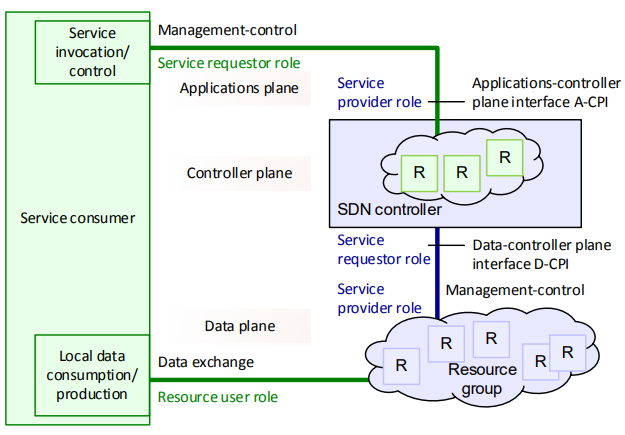 Service
invocation/
control
Management-control
Service requestor role
Applications plane
Service
provider role
Applications-controller
plane interface A-CPI
Controller plane
R
R
R
SDN controller
Service consumer
Service
requestor role
Data-controller plane
interface D-CPI
Service
provider role
Management-control
Data plane
R
R
R
R
R
Resource
group
Local data
consumption/
production
Data exchange
Resource user role